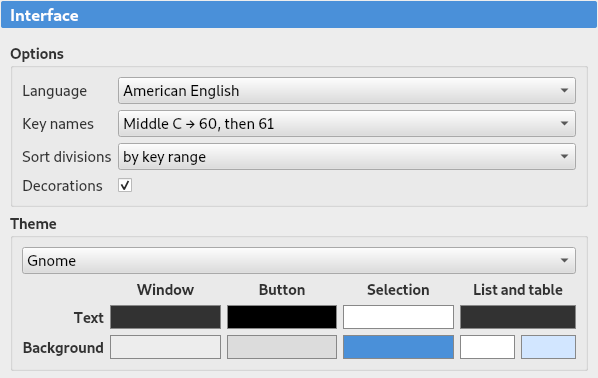 Interface
Options
Language American English
Key names Middle C → 60, then 61
Sort divisions by key range
Decorations
Theme
Gnome
Window Button Selection List and table
Text
Background